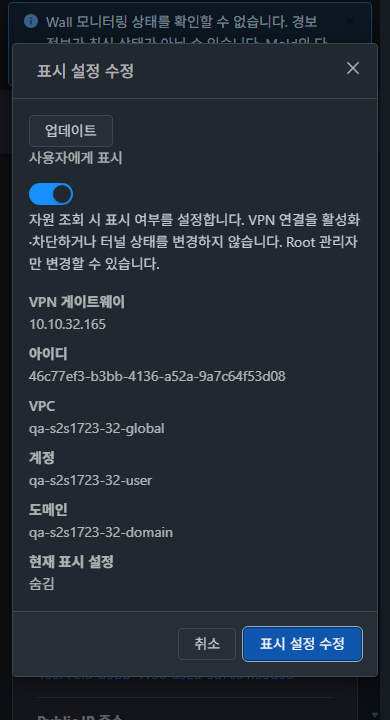 Wall 모니터링 상태를 확인할 수 없습니다. 경보
표시 설정 수정
업데이트
사용자에게 표시
자원 조회 시 표시 여부를 설정합니다. VPN 연결을 활성화
·차단하거나 터널 상태를 변경하지 않습니다. Root 관리자
만 변경할 수 있습니다.
VPN 게이트웨이
10.10.32.165
아이디
46c77ef3-b3bb-4136-a52a-9a7c64f53d08
VPC
qa-s2s1723-32-global
계정
qa-s2s1723-32-user
도메인
qa-s2s1723-32-domain
현재 표시 설정
숨김
취소
표시 설정 수정